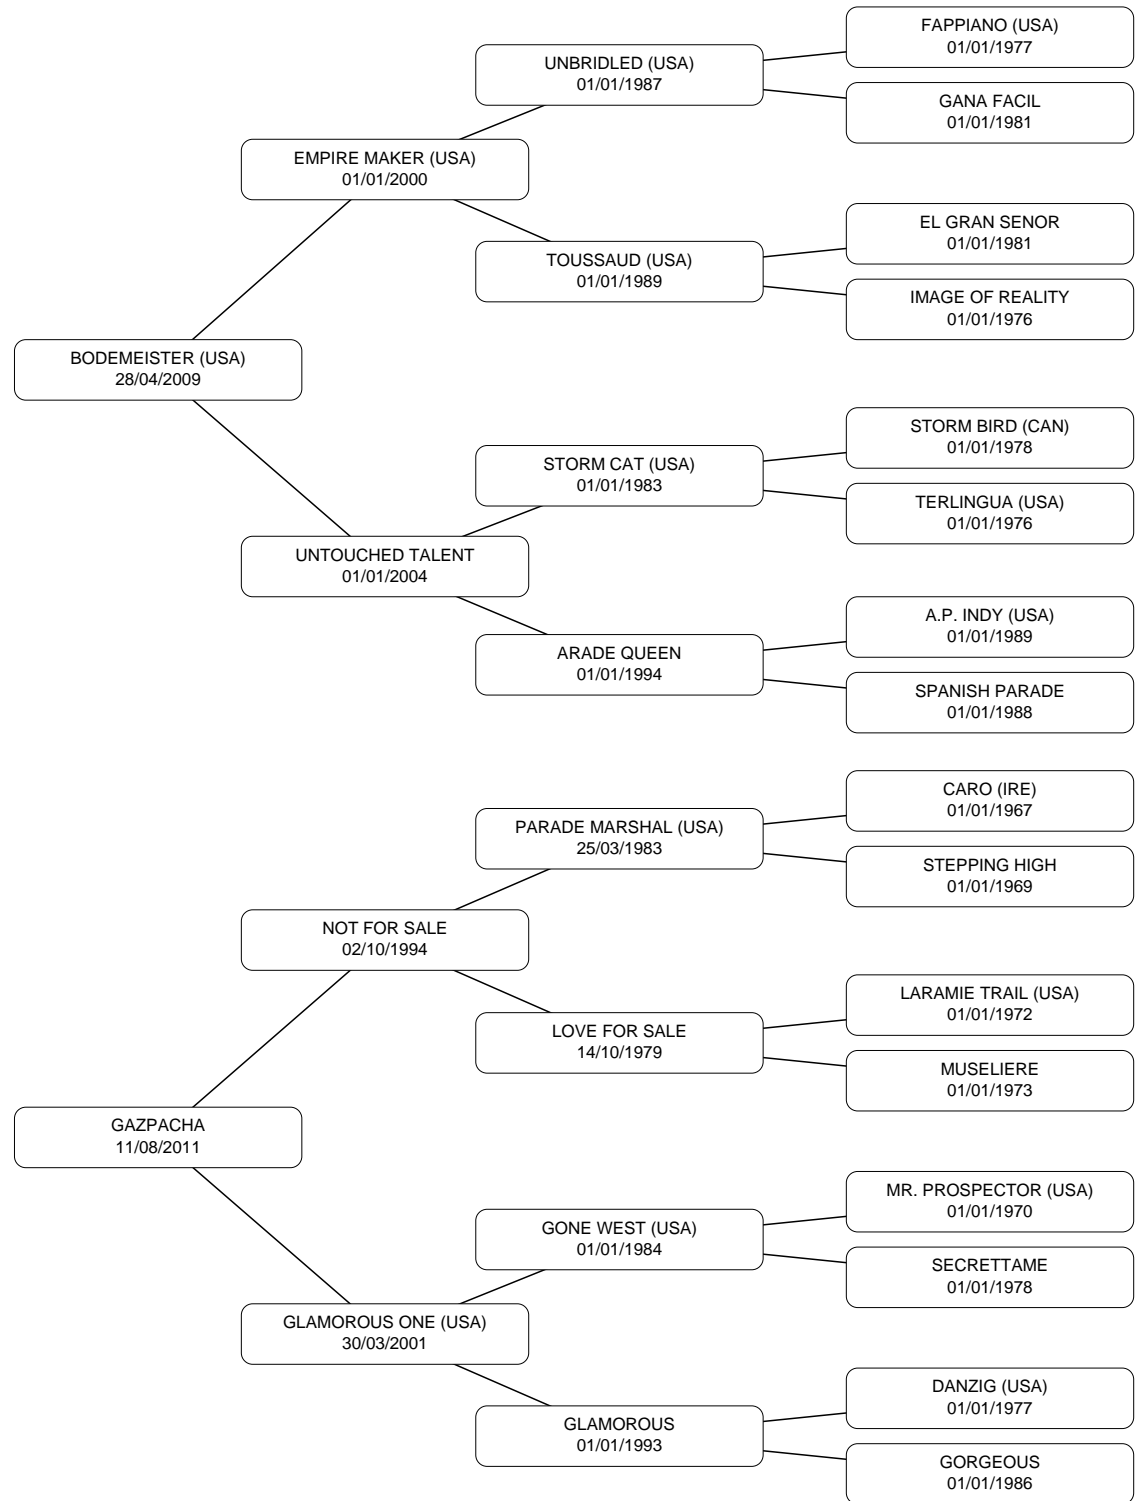 FAPPIANO (USA)
01/01/1977
UNBRIDLED (USA)
01/01/1987
GANA FACIL
01/01/1981
EMPIRE MAKER (USA)
01/01/2000
EL GRAN SENOR
01/01/1981
TOUSSAUD (USA)
01/01/1989
IMAGE OF REALITY
01/01/1976
BODEMEISTER (USA)
28/04/2009
STORM BIRD (CAN)
01/01/1978
STORM CAT (USA)
01/01/1983
TERLINGUA (USA)
01/01/1976
UNTOUCHED TALENT
01/01/2004
A.P. INDY (USA)
01/01/1989
ARADE QUEEN
01/01/1994
SPANISH PARADE
01/01/1988
CARO (IRE)
01/01/1967
PARADE MARSHAL (USA)
25/03/1983
STEPPING HIGH
01/01/1969
NOT FOR SALE
02/10/1994
LARAMIE TRAIL (USA)
01/01/1972
LOVE FOR SALE
14/10/1979
MUSELIERE
01/01/1973
GAZPACHA
11/08/2011
MR. PROSPECTOR (USA)
01/01/1970
GONE WEST (USA)
01/01/1984
SECRETTAME
01/01/1978
GLAMOROUS ONE (USA)
30/03/2001
DANZIG (USA)
01/01/1977
GLAMOROUS
01/01/1993
GORGEOUS
01/01/1986